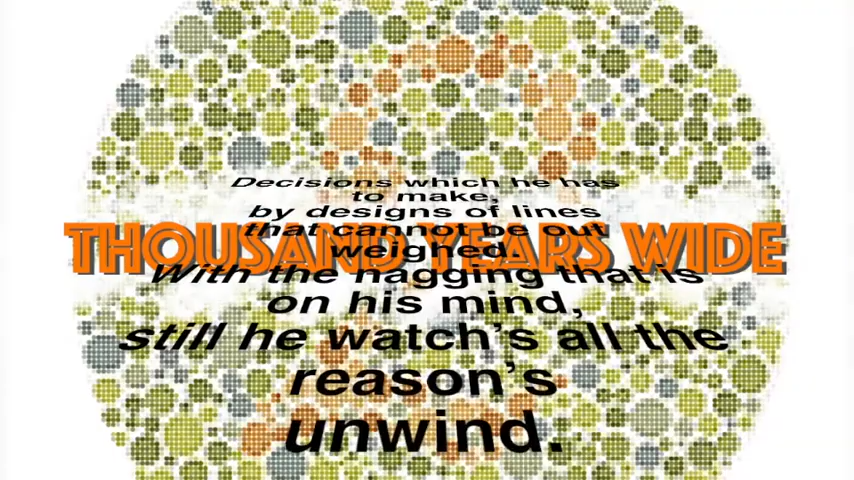 Decisions which he has
to make,
by designs of lines
that cannot be out
weighed.
THOUSAND YEARS WIDE
With the nagging that is
on his mind,
still he watch's all the
reason's
unwind.